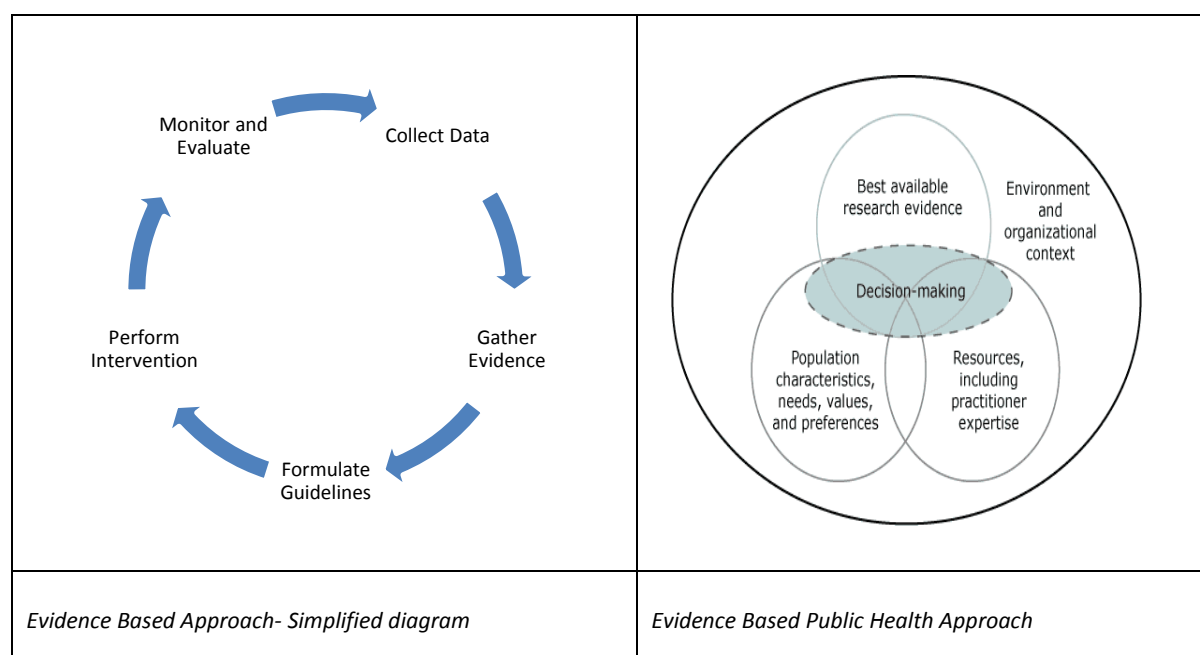 Monitor and
Evaluate
Collect Data
Gather
Evidence
Formulate
Guidelines
Perform
Intervention
Best available
research evidence
Environment
and
organizational
context
Decision-making
Population
characteristics,
needs, values,
and preferences
Resources,
including
practitioner
expertise
Evidence Based Approach- Simplified diagram
Evidence Based Public Health Approach